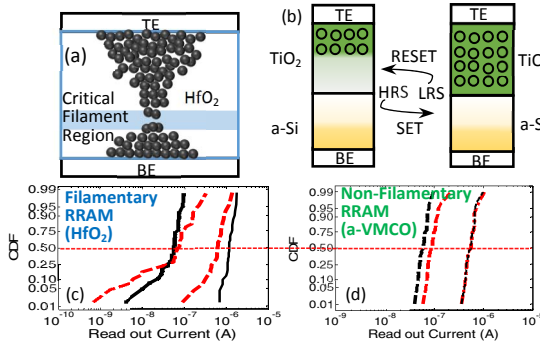 (a)
TE
Critical
Filament
Region
HfO2
BE
(b)
TE
TE
TiO2
RESET
HRS
LRS
SET
TiO
a-Si
a-S
BE
BE
Filamentary
RRAM
(HfO2)
(c)
CDF
0.99
0.95
0.90
0.75
0.50
0.25
0.10
0.05
0.01
10^-10
10^-9
10^-8
10^-7
10^-6
10^-5
Read out Current (A)
Non-Filamentary
RRAM
(a-VMCO)
(d)
CDF
0.99
0.95
0.90
0.75
0.50
0.25
0.10
0.05
0.01
10^-9
10^-8
10^-7
10^-6
10^-5
Read out Current (A)